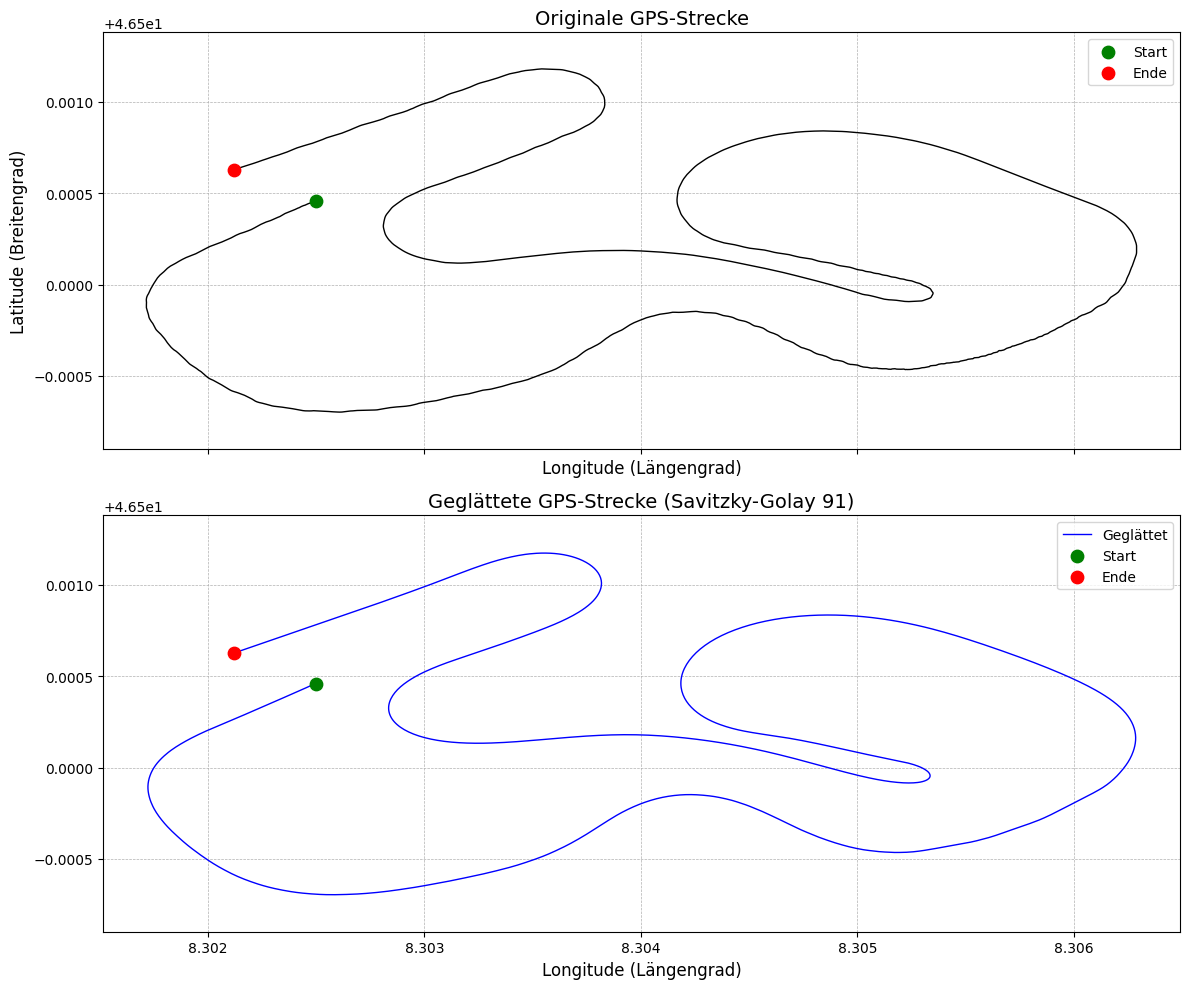 Originale GPS-Strecke
+4.65e1
Start
Ende
0.0010
0.0005
0.0000
−0.0005
Latitude (Breitengrad)
Longitude (Längengrad)
Geglättete GPS-Strecke (Savitzky-Golay 91)
+4.65e1
Geglättet
Start
Ende
0.0010
0.0005
0.0000
−0.0005
8.302 8.303 8.304 8.305 8.306
Longitude (Längengrad)